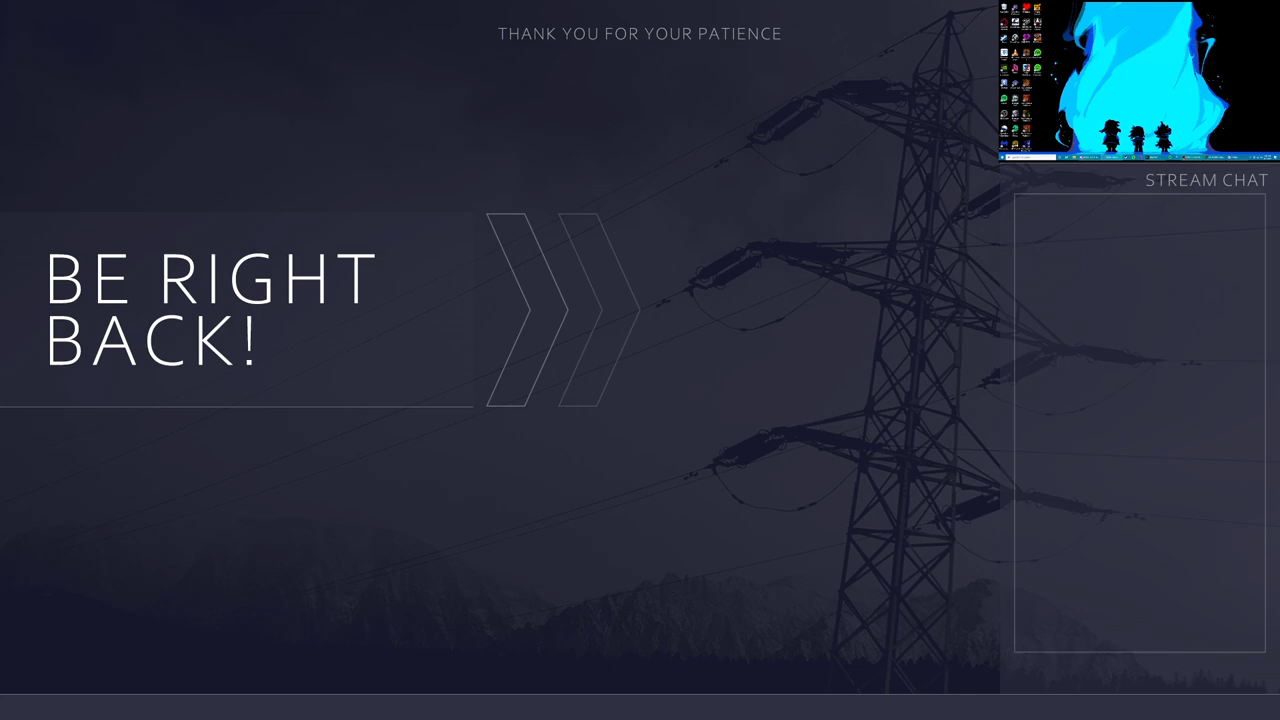 THANK YOU FOR YOUR PATIENCE
STREAM CHAT
BE RIGHT
BACK!